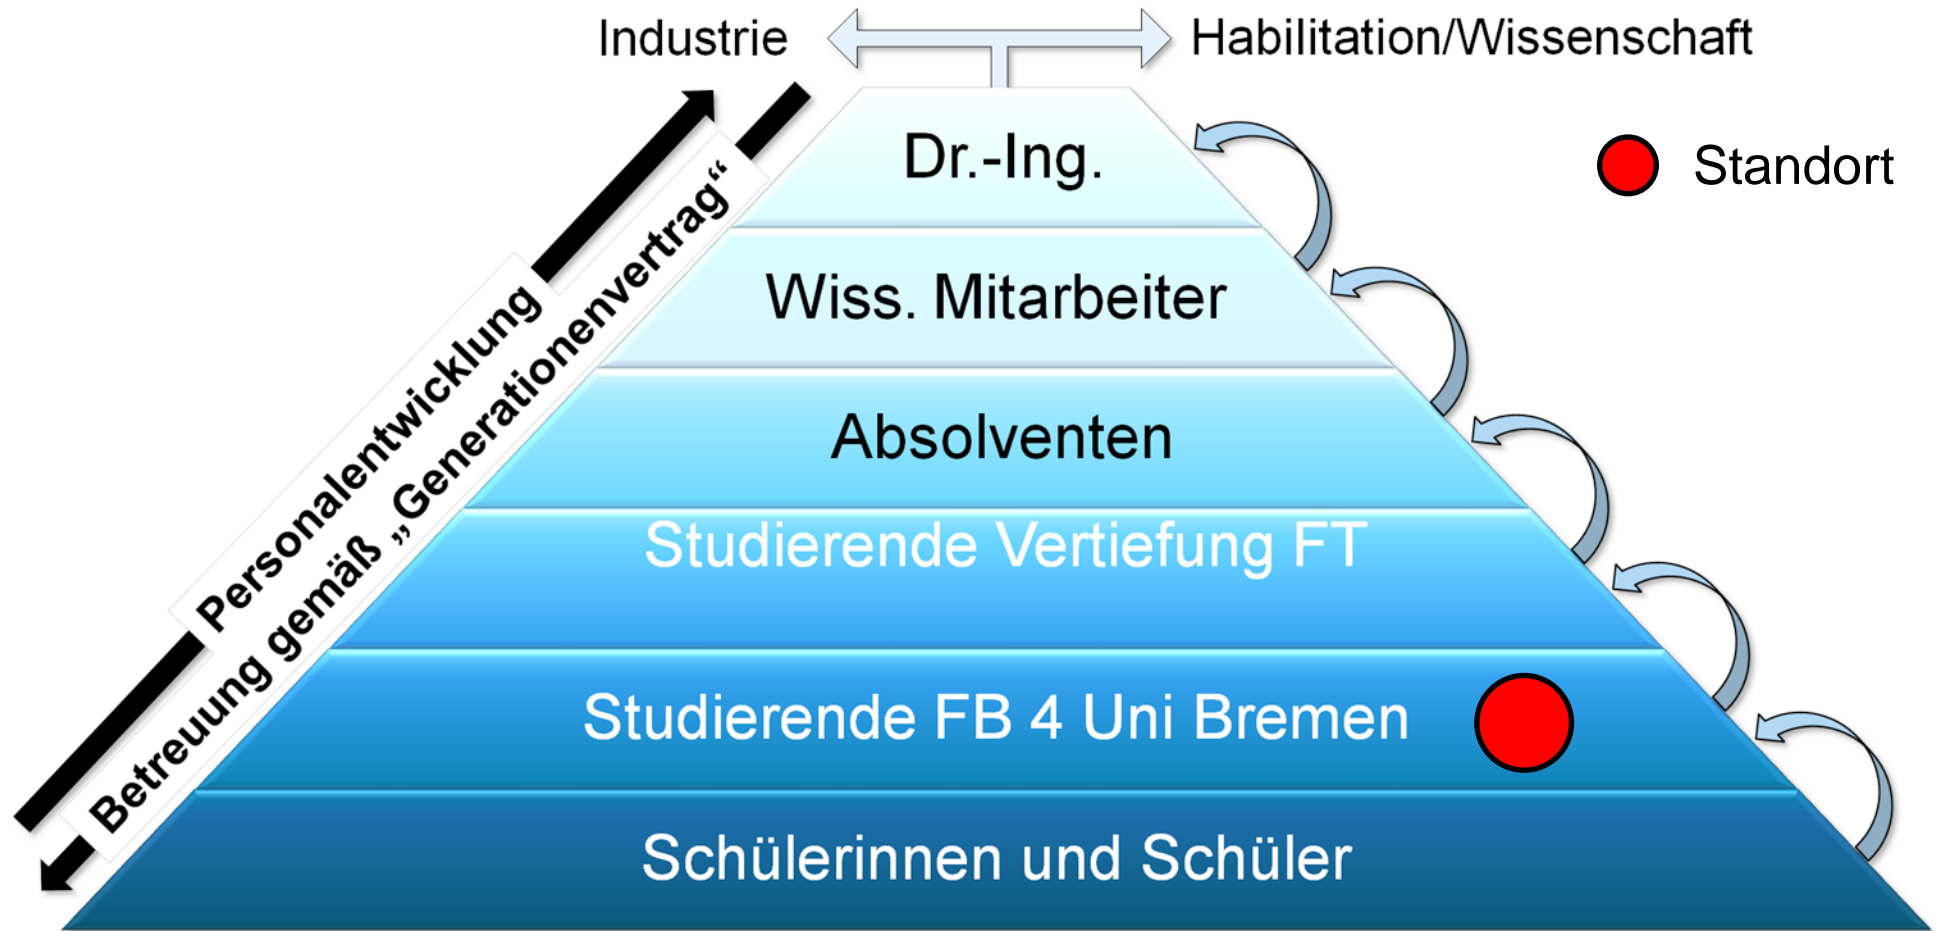 Industrie
Habilitation/Wissenschaft
Standort
Personalentwicklung
Betreuung gemäß „Generationenvertrag“
Dr.-Ing.
Wiss. Mitarbeiter
Absolventen
Studierende Vertiefung FT
Studierende FB 4 Uni Bremen
Schülerinnen und Schüler